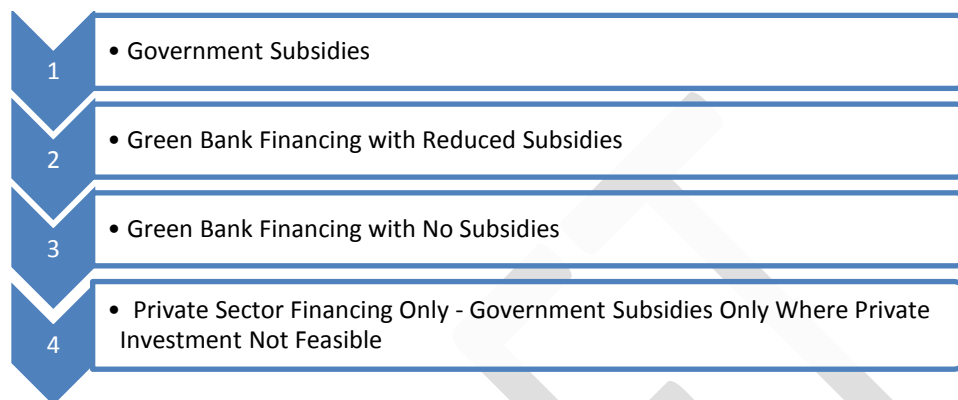 1
• Government Subsidies
2
• Green Bank Financing with Reduced Subsidies
3
• Green Bank Financing with No Subsidies
4
• Private Sector Financing Only - Government Subsidies Only Where Private
Investment Not Feasible